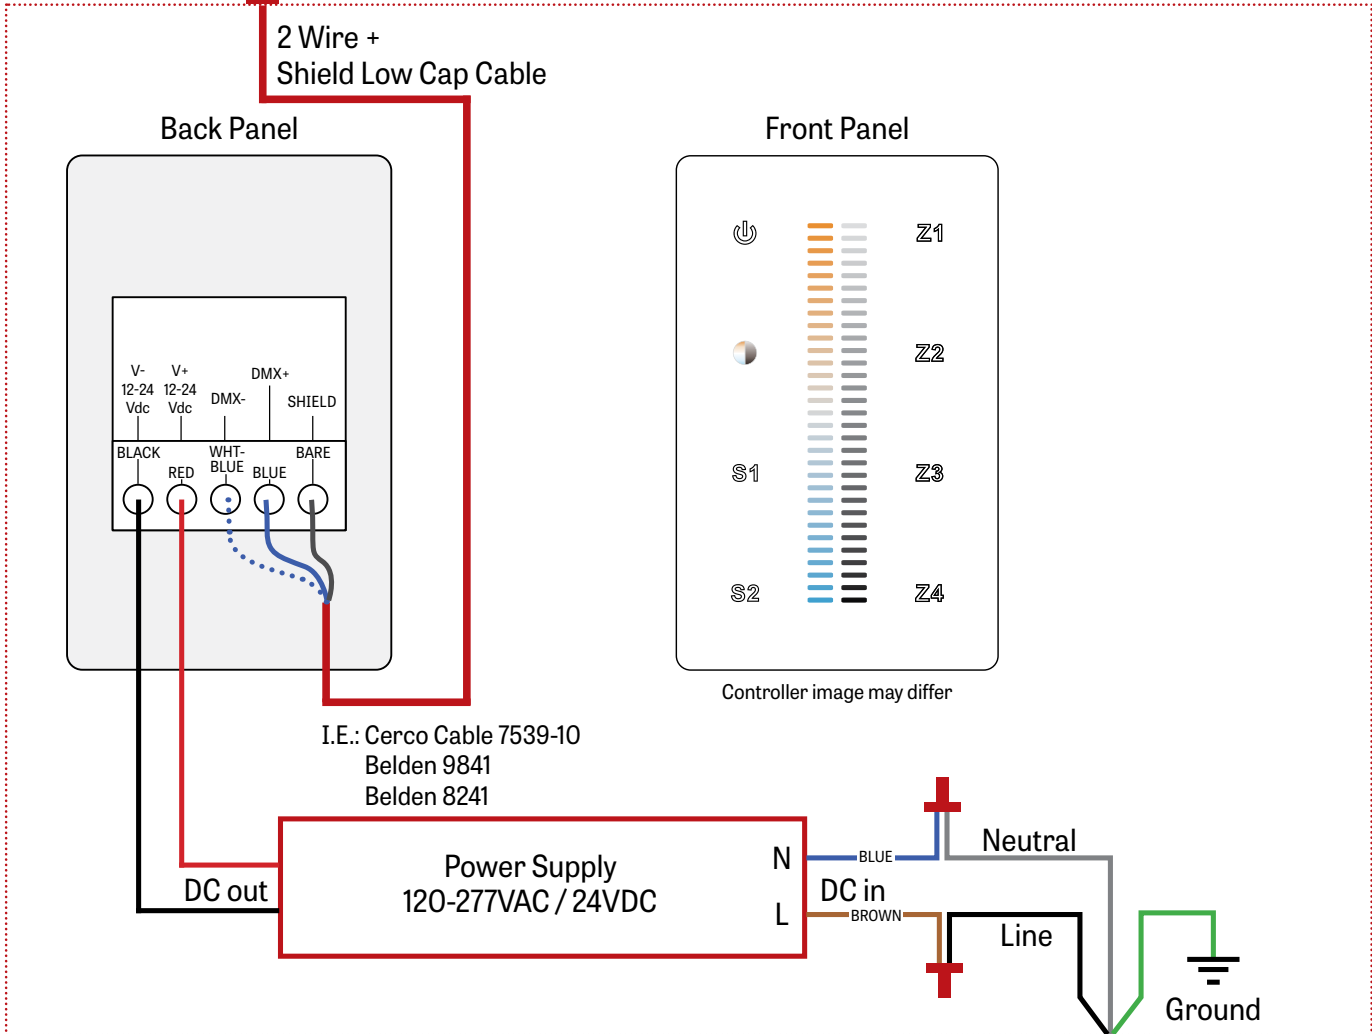 2 Wire +
Shield Low Cap Cable
Back Panel
Front Panel
V-
12-24
Vdc
V+
12-24
Vdc
DMX-
DMX+
SHIELD
BLACK
RED
WHT-
BLUE
BLUE
BARE
Z1
Z2
S1
Z3
S2
Z4
Controller image may differ
I.E.: Cerco Cable 7539-10
Belden 9841
Belden 8241
Power Supply
120-277VAC / 24VDC
DC out
N
L
BLUE
DC in
BROWN
Neutral
Line
Ground